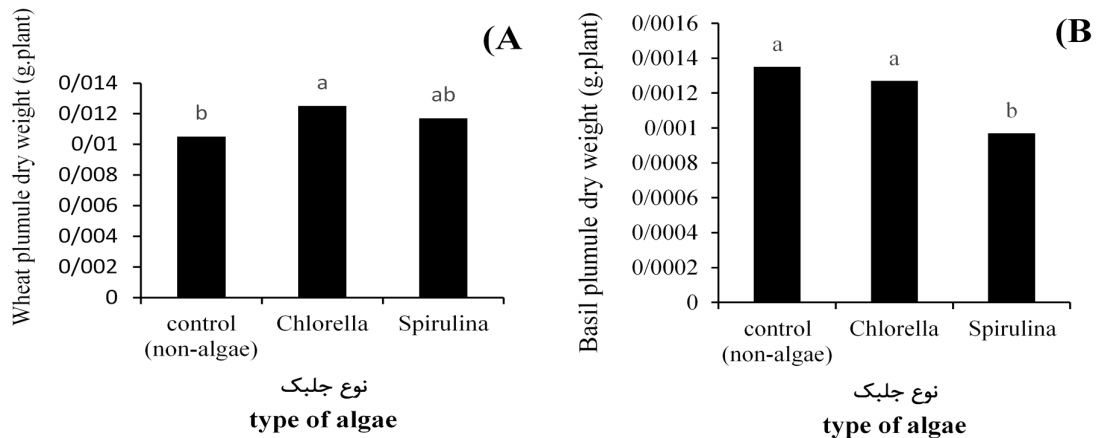 (A
Wheat plumule dry weight (g.plant)
0/014
0/012
0/01
0/008
0/006
0/004
0/002
0
b
a
ab
control
(non-algae)
Chlorella
Spirulina
نوع جلبک
type of algae
(B
Basil plumule dry weight (g.plant)
0/0016
0/0014
0/0012
0/001
0/0008
0/0006
0/0004
0/0002
0
a
a
b
control
(non-algae)
Chlorella
Spirulina
نوع جلبک
type of algae